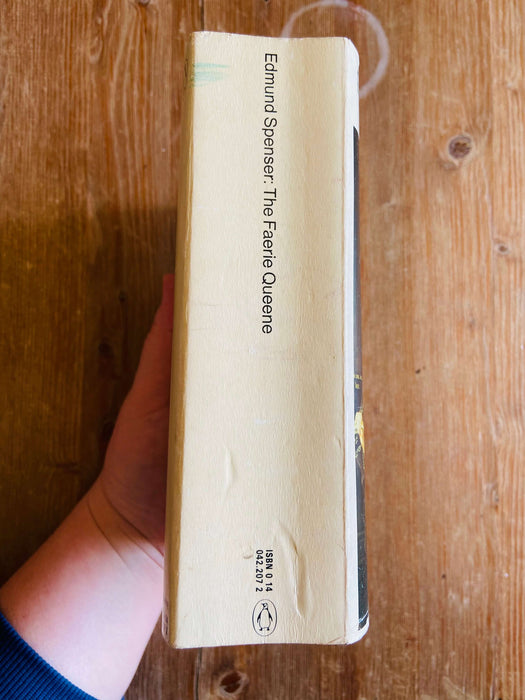 Edmund Spenser: The Faerie Queene
ISBN 0 14
042.207 2